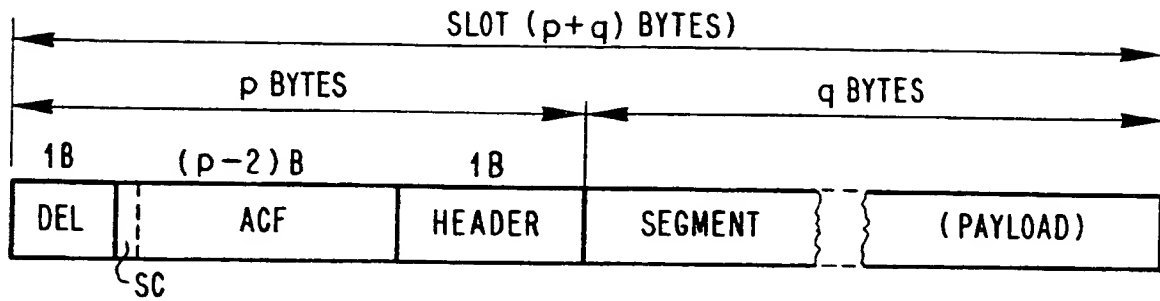 SLOT (p+q) BYTES)
p BYTES
q BYTES
1B
(p-2)B
1B
DEL
ACF
HEADER
SEGMENT
(PAYLOAD)
SC